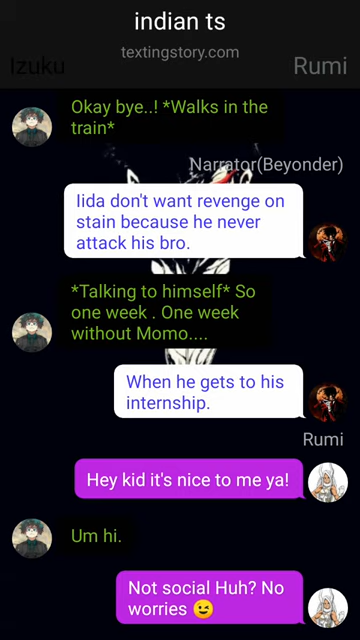 indian ts
textingstory.com
Izuku
Rumi
Okay bye..! *Walks in the
train*
Narrator(Beyonder)
Iida don't want revenge on
stain because he never
attack his bro.
*Talking to himself* So
one week . One week
without Momo....
When he gets to his
internship.
Rumi
Hey kid it's nice to me ya!
Um hi.
Not social Huh? No
worries 😉